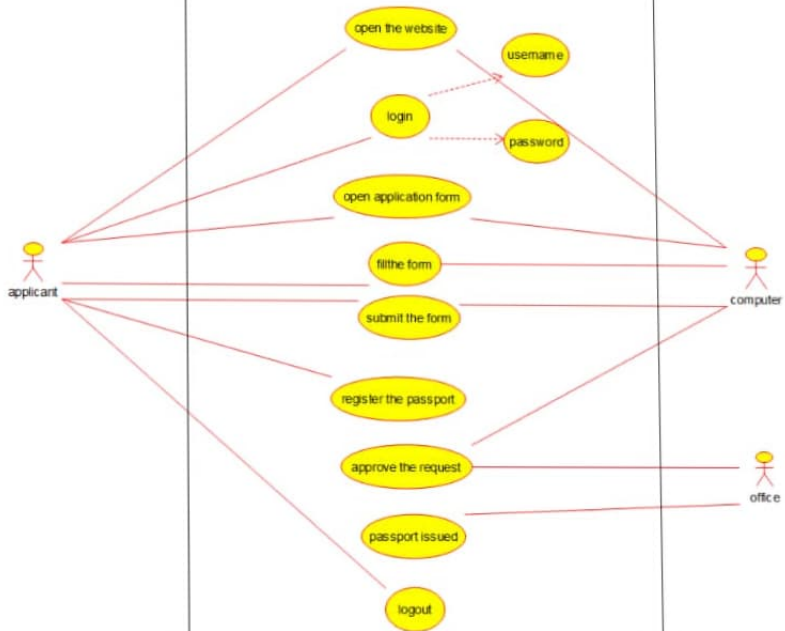 open the website
username
login
password
open application form
fillthe form
applicant
computer
submit the form
register the passport
approve the request
office
passport issued
logout